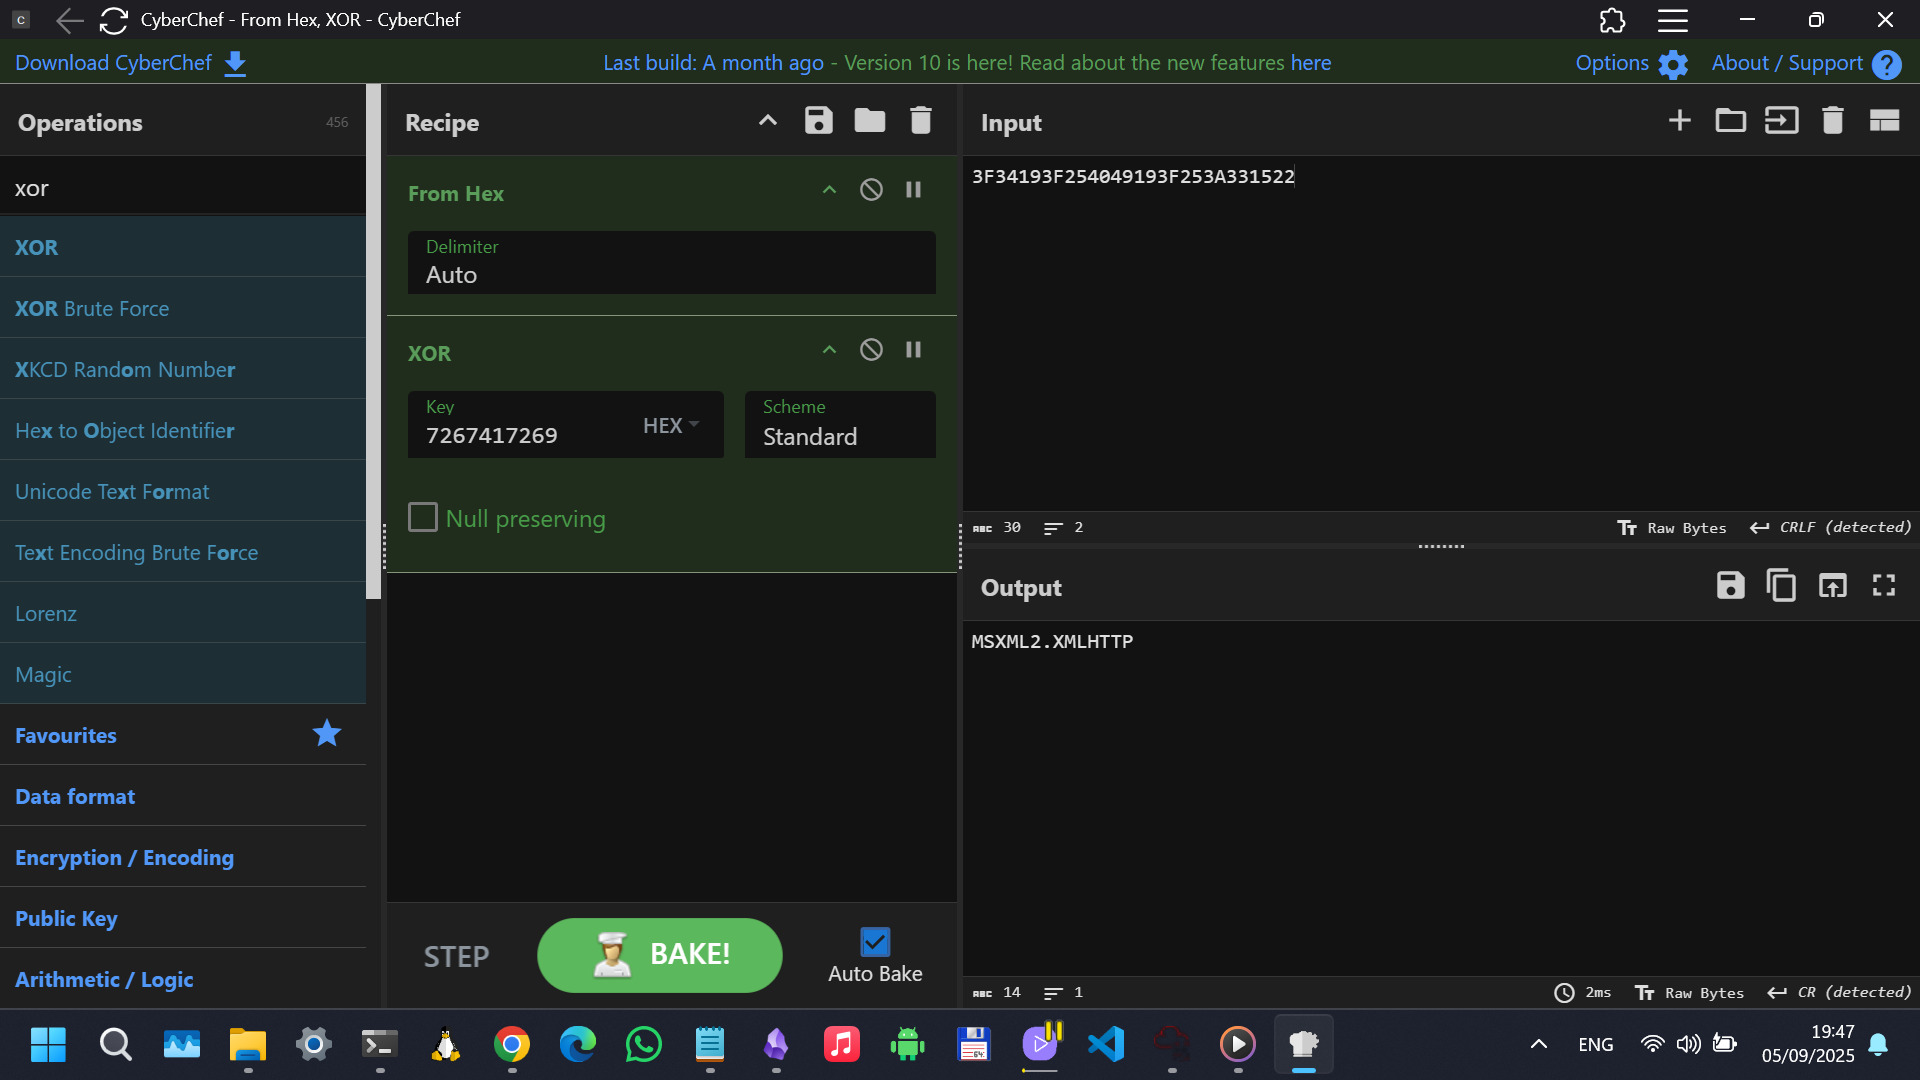 CyberChef - From Hex, XOR - CyberChef
Download CyberChef
Last build: A month ago - Version 10 is here! Read about the new features here
Options
About / Support
Operations
456
xor
XOR
XOR Brute Force
XKCD Random Number
Hex to Object Identifier
Unicode Text Format
Text Encoding Brute Force
Lorenz
Magic
Favourites
Data format
Encryption / Encoding
Public Key
Arithmetic / Logic
Recipe
From Hex
Delimiter
Auto
XOR
Key
7267417269
HEX
Scheme
Standard
Null preserving
STEP
BAKE!
Auto Bake
Input
3F34193F254049193F253A331522
ABC 30
2
Tт Raw Bytes
CRLF (detected)
Output
MSXML2.XMLHTTP
ABC 14
1
2ms
Tт Raw Bytes
CR (detected)
64
ENG
19:47
05/09/2025